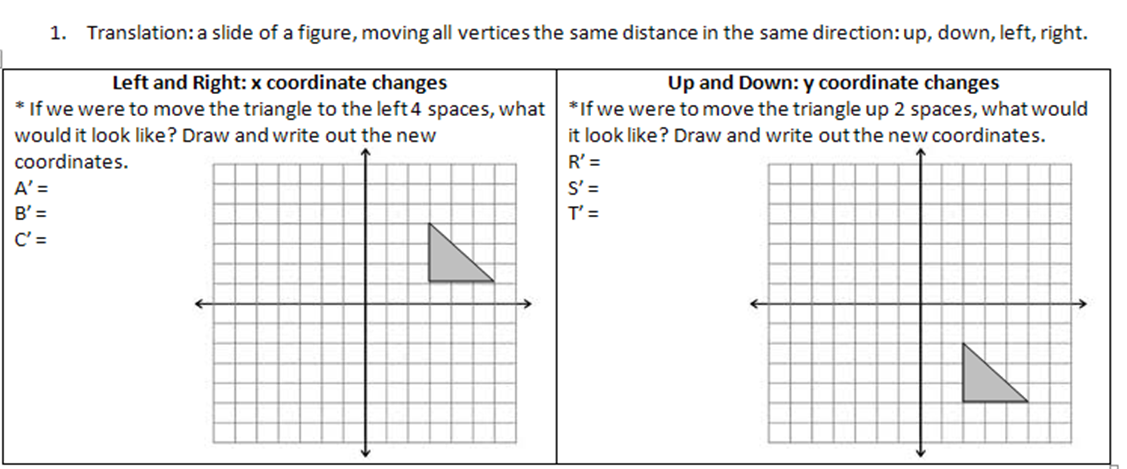 1. Translation: a slide of a figure, moving all vertices the same distance in the same direction: up, down, left, right.
Left and Right: x coordinate changes
* If we were to move the triangle to the left 4 spaces, what
would it look like? Draw and write out the new
coordinates.
A’ =
B’ =
C’ =
Up and Down: y coordinate changes
*If we were to move the triangle up 2 spaces, what would
it look like? Draw and write out the new coordinates.
R’ =
S’ =
T’ =